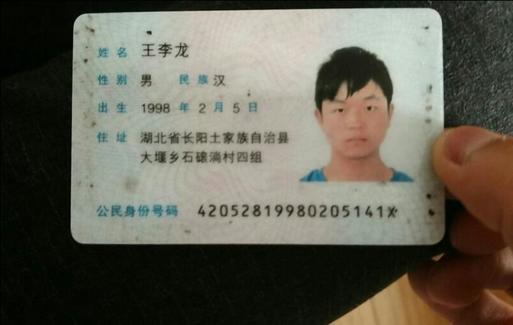 姓名 王李龙
性别 男 民族 汉
出生 1998 年 2 月 5 日
住址 湖北省长阳土家族自治县
大堰乡石磙淌村四组
公民身份号码 42052819980205141X